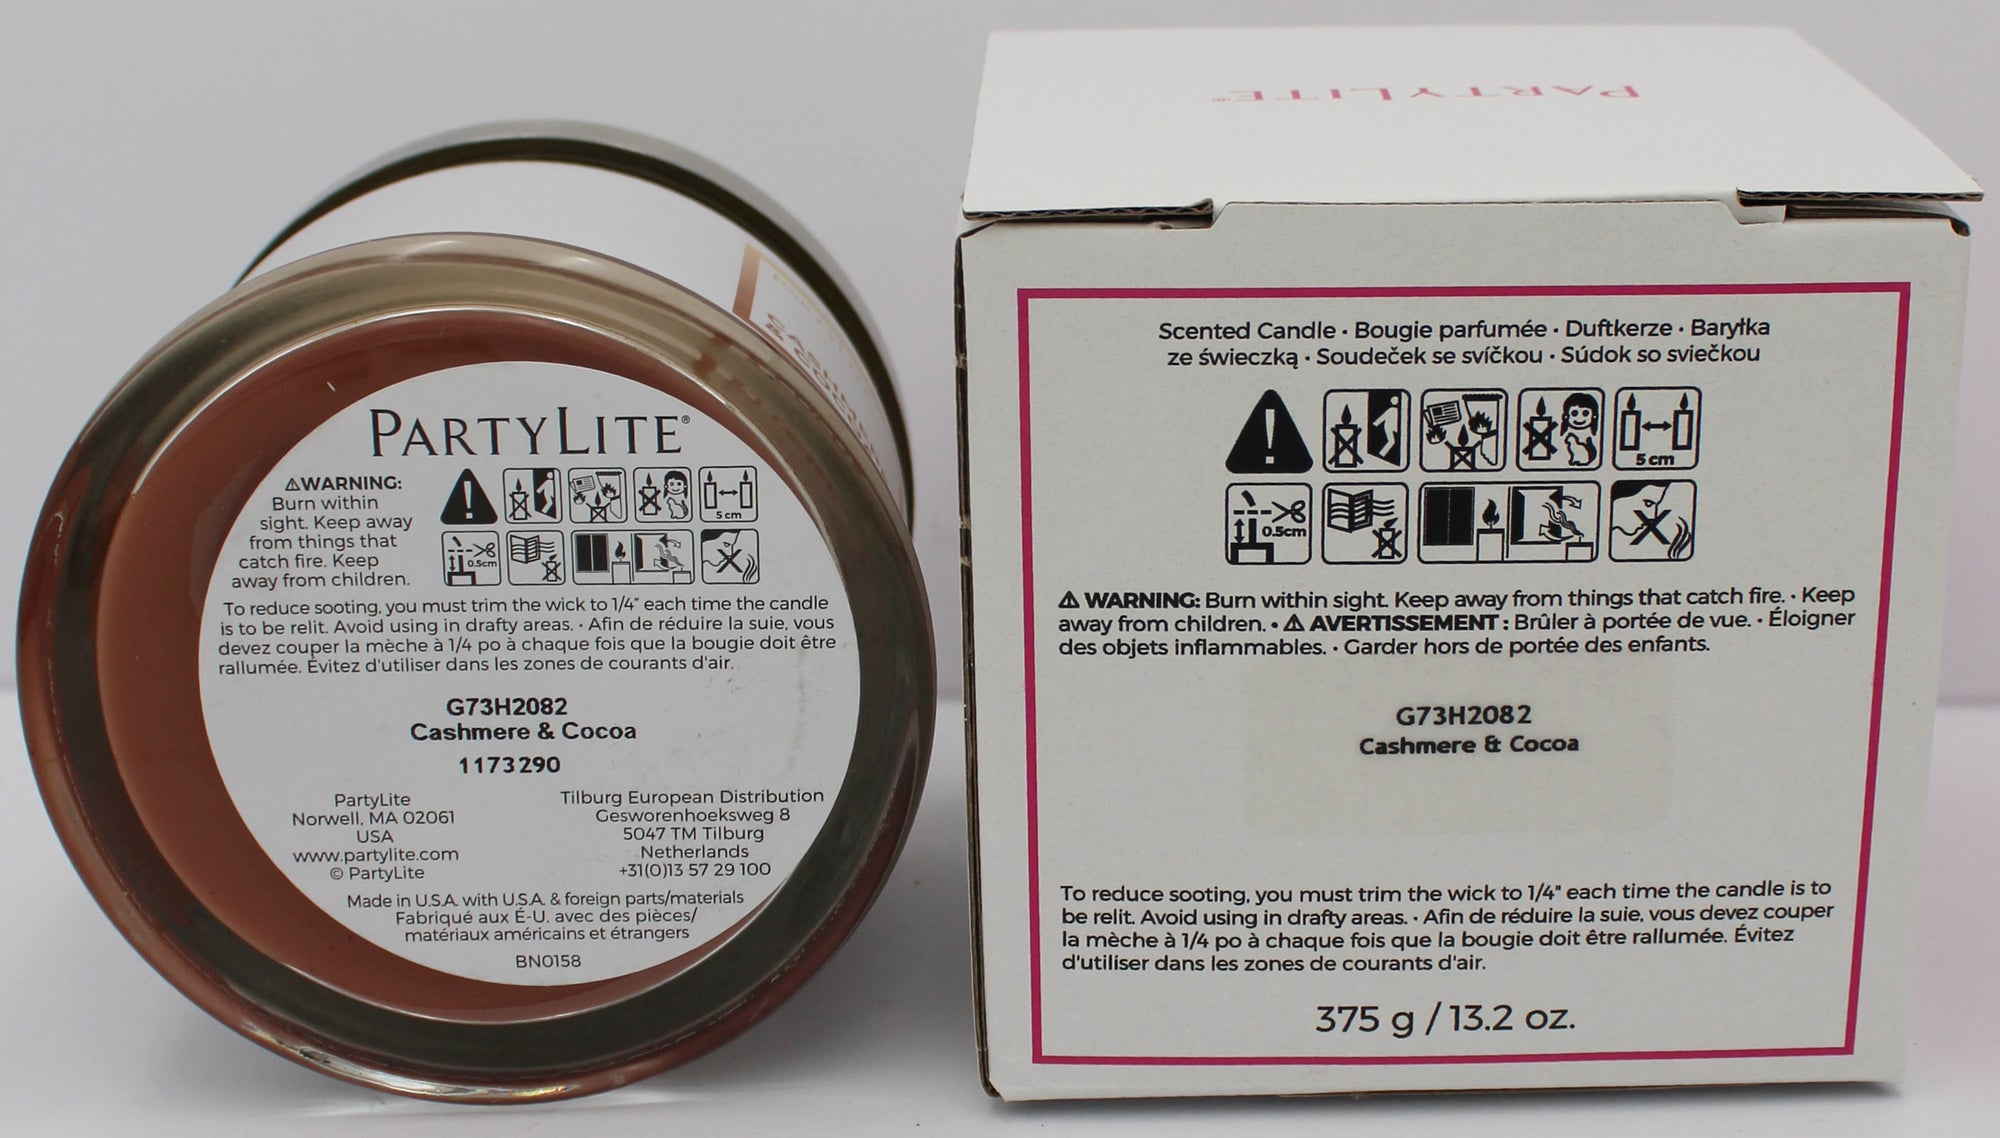 PARTYLITE®
⚠WARNING:
Burn within
sight. Keep away
from things that
catch fire. Keep
away from children.
5 cm
0.5cm
To reduce sooting, you must trim the wick to 1/4" each time the candle
is to be relit. Avoid using in drafty areas. • Afin de réduire la suie, vous
devez couper la mèche à 1/4 po à chaque fois que la bougie doit être
rallumée. Évitez d'utiliser dans les zones de courants d'air.
G73H2082
Cashmere & Cocoa
1173290
PartyLite
Norwell, MA 02061
USA
www.partylite.com
© PartyLite
Tilburg European Distribution
Gesworenhoeksweg 8
5047 TM Tilburg
Netherlands
+31(0)13 57 29 100
Made in U.S.A. with U.S.A. & foreign parts/materials
Fabriqué aux É-U. avec des pièces/
matériaux américains et étrangers
BN0158
PARTYLITE®
Scented Candle • Bougie parfumée • Duftkerze • Baryłka
ze świeczką • Soudeček se svíčkou • Súdok so sviečkou
5 cm
0.5cm
⚠ WARNING: Burn within sight. Keep away from things that catch fire. • Keep
away from children. • ⚠ AVERTISSEMENT : Brûler à portée de vue. • Éloigner
des objets inflammables. • Garder hors de portée des enfants.
G73H2082
Cashmere & Cocoa
To reduce sooting, you must trim the wick to 1/4" each time the candle is to
be relit. Avoid using in drafty areas. • Afin de réduire la suie, vous devez couper
la mèche à 1/4 po à chaque fois que la bougie doit être rallumée. Évitez
d'utiliser dans les zones de courants d'air.
375 g / 13.2 oz.